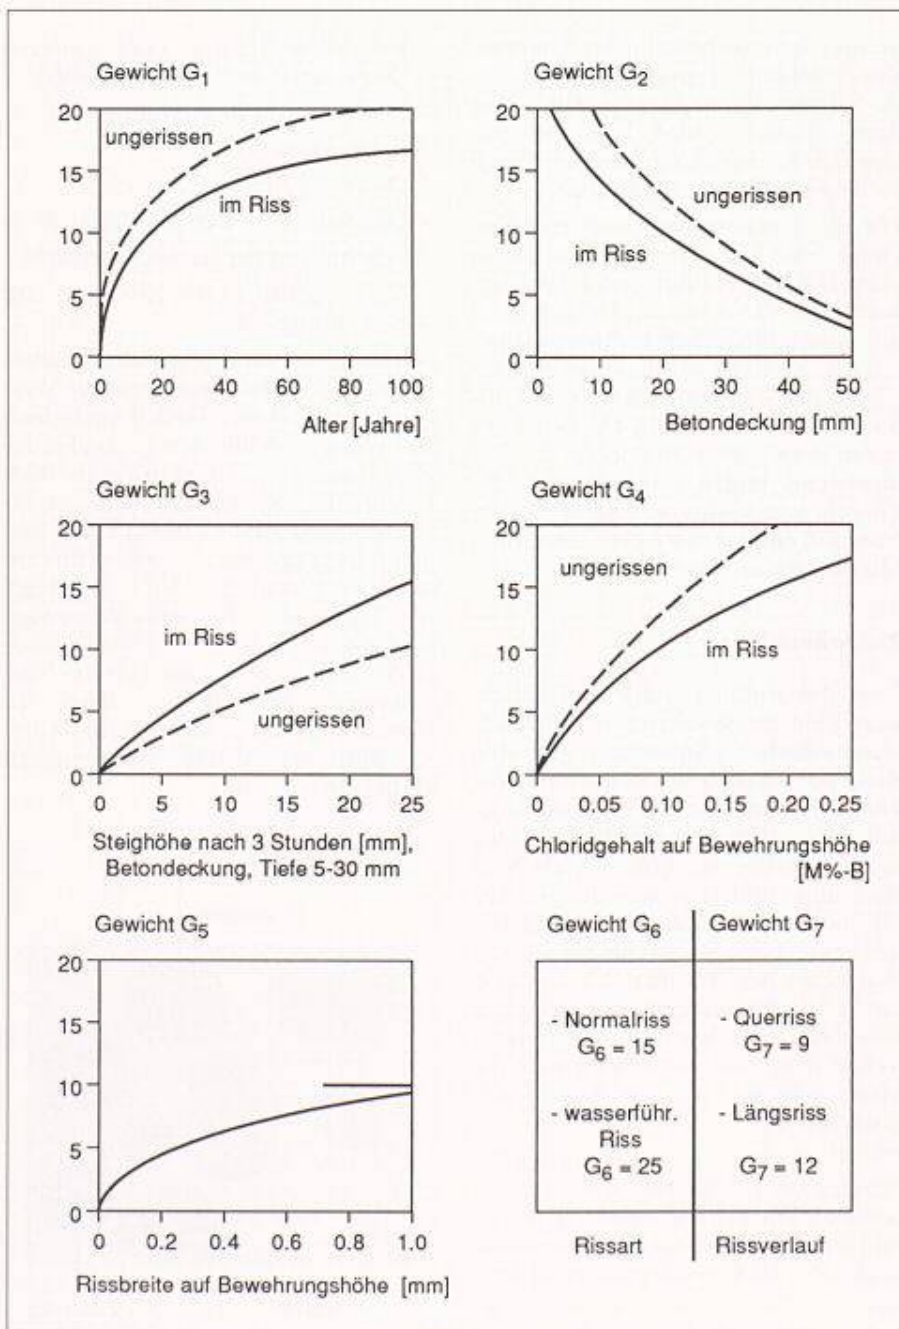 Gewicht G1
20
15
10
5
0
ungerissen
im Riss
0 20 40 60 80 100
Alter [Jahre]
Gewicht G2
20
15
10
5
0
ungerissen
im Riss
0 10 20 30 40 50
Betondeckung [mm]
Gewicht G3
20
15
10
5
0
im Riss
ungerissen
0 5 10 15 20 25
Steighöhe nach 3 Stunden [mm],
Betondeckung, Tiefe 5-30 mm
Gewicht G4
20
15
10
5
0
ungerissen
im Riss
0 0.05 0.10 0.15 0.20 0.25
Chloridgehalt auf Bewehrungshöhe
[M%-B]
Gewicht G5
20
15
10
5
0
0 0.2 0.4 0.6 0.8 1.0
Rissbreite auf Bewehrungshöhe [mm]
Gewicht G6
- Normalriss
G6 = 15
- wasserführ.
Riss
G6 = 25
Rissart
Gewicht G7
- Querriss
G7 = 9
- Längsriss
G7 = 12
Rissverlauf